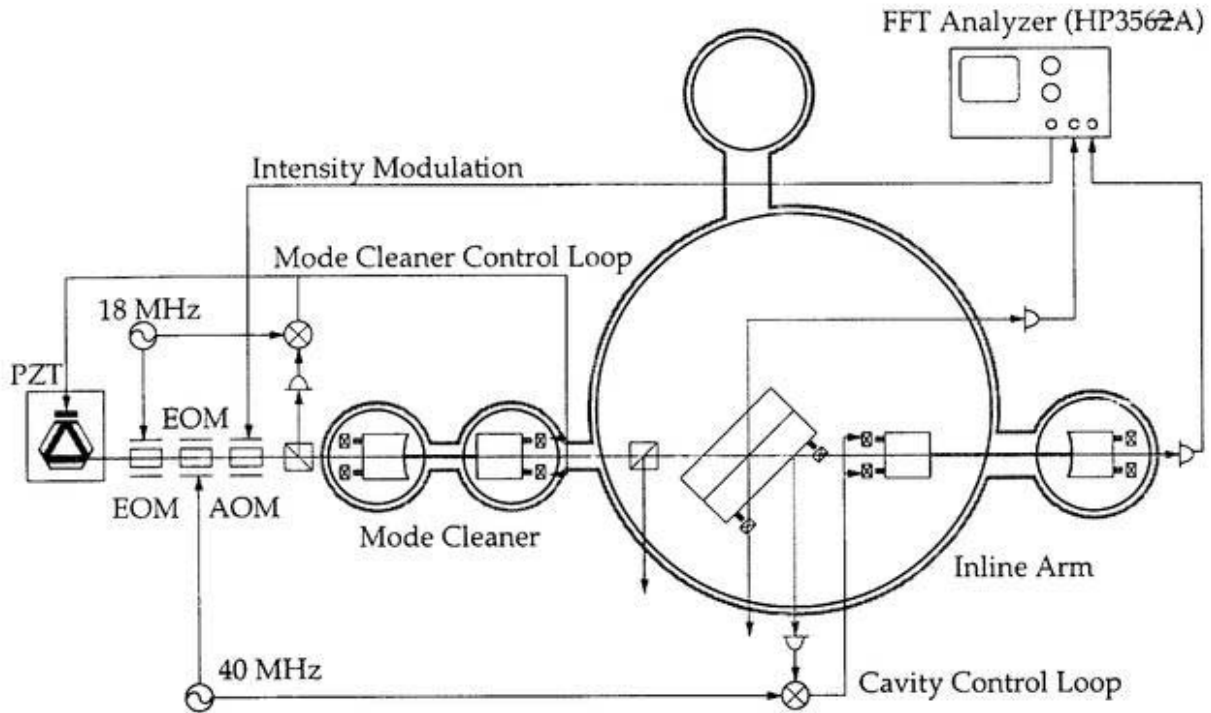 FFT Analyzer (HP3562A)
Intensity Modulation
Mode Cleaner Control Loop
18 MHz
PZT
EOM
EOM
AOM
Mode Cleaner
Inline Arm
40 MHz
Cavity Control Loop